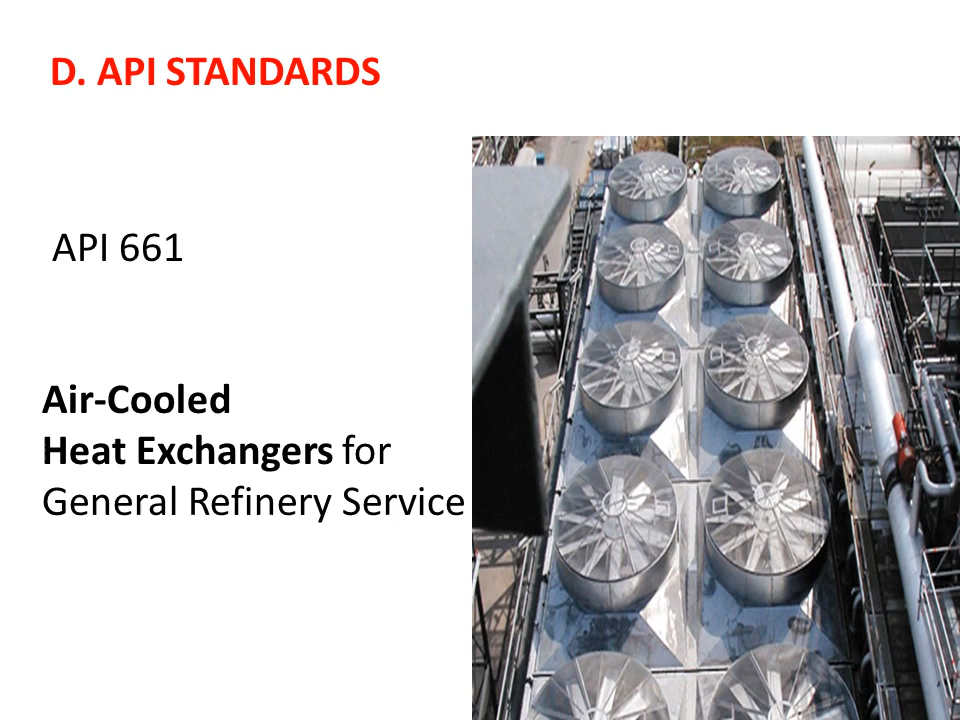 D. API STANDARDS
API 661
Air-Cooled
Heat Exchangers for
General Refinery Service